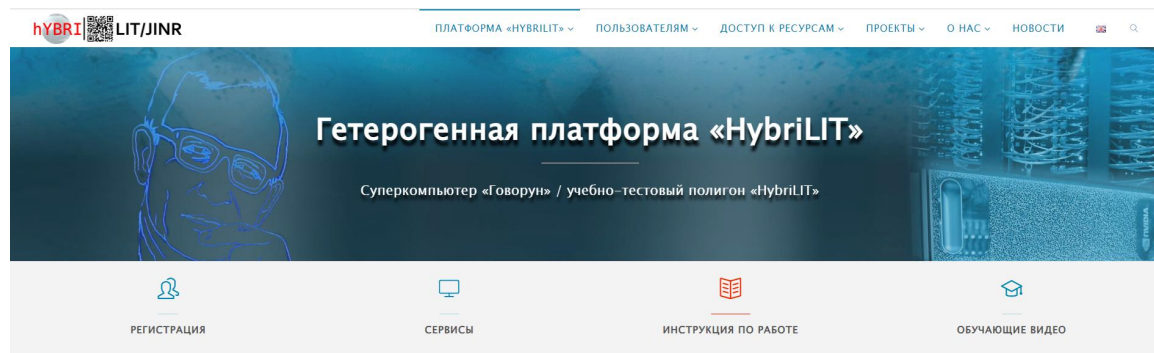 hYBRI LIT/JINR
ПЛАТФОРМА «HYBRILIT» ПОЛЬЗОВАТЕЛЯМ ДОСТУП К РЕСУРСАМ ПРОЕКТЫ О НАС НОВОСТИ
Гетерогенная платформа «HybriLIT»
Суперкомпьютер «Говорун» / учебно-тестовый полигон «HybriLIT»
NVIDIA
РЕГИСТРАЦИЯ СЕРВИСЫ ИНСТРУКЦИЯ ПО РАБОТЕ ОБУЧАЮЩИЕ ВИДЕО